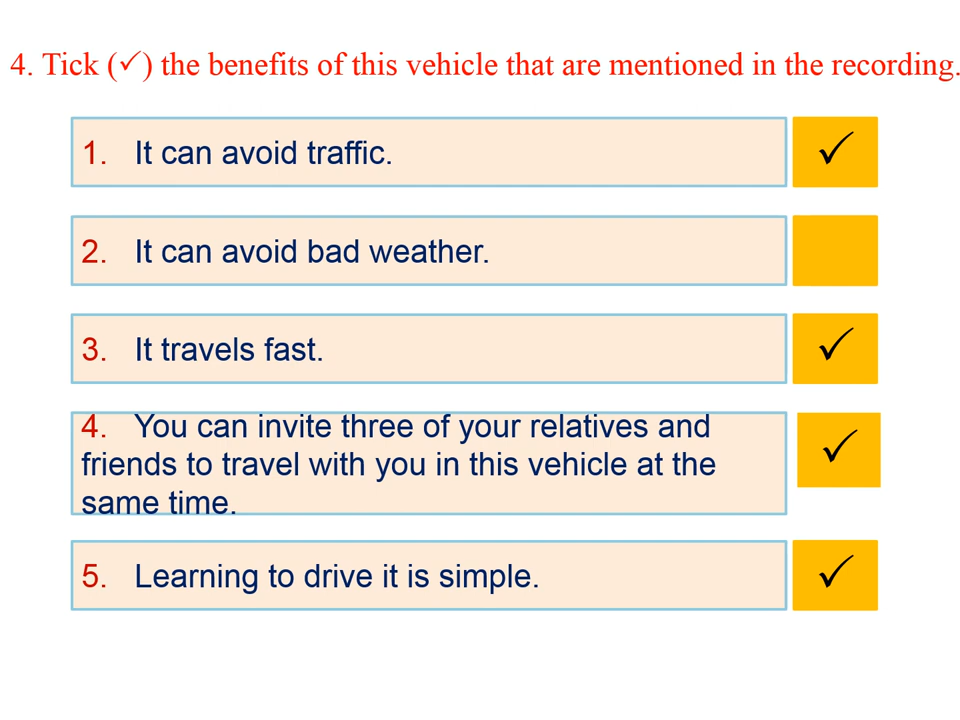 4. Tick (✓) the benefits of this vehicle that are mentioned in the recording.
1. It can avoid traffic. ✓
2. It can avoid bad weather.
3. It travels fast. ✓
4. You can invite three of your relatives and
friends to travel with you in this vehicle at the ✓
same time.
5. Learning to drive it is simple. ✓